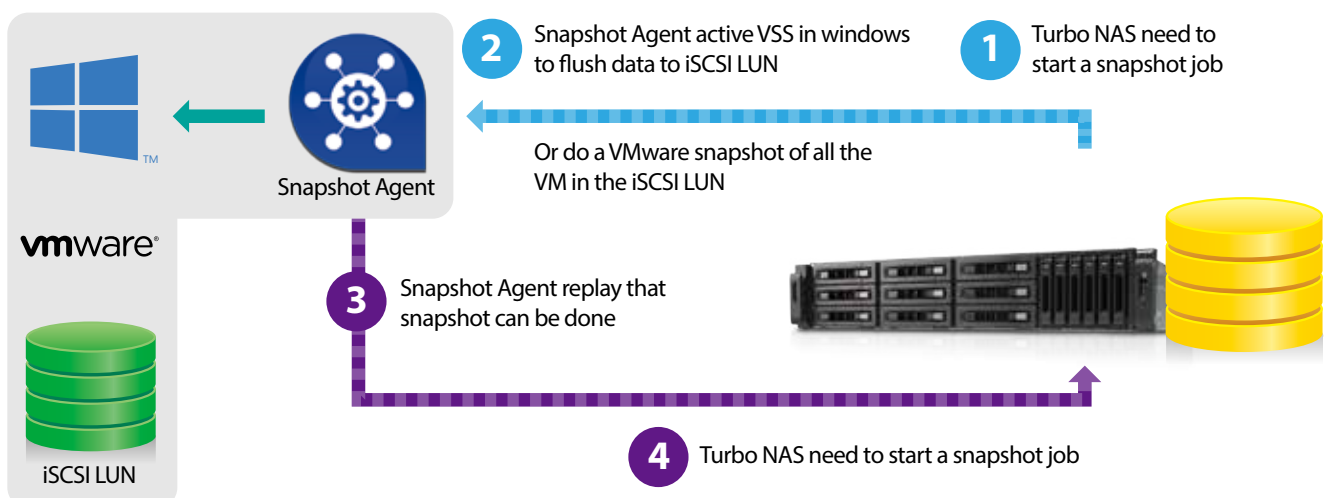 1
Turbo NAS need to
start a snapshot job
2
Snapshot Agent active VSS in windows
to flush data to iSCSI LUN
Or do a VMware snapshot of all the
VM in the iSCSI LUN
TM
Snapshot Agent
vmware®
iSCSI LUN
3
Snapshot Agent replay that
snapshot can be done
4
Turbo NAS need to start a snapshot job